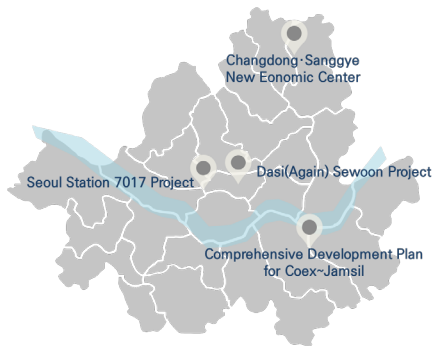 Changdong·Sanggye
New Eonomic Center
Dasi(Again) Sewoon Project
Seoul Station 7017 Project
Comprehensive Development Plan
for Coex~Jamsil